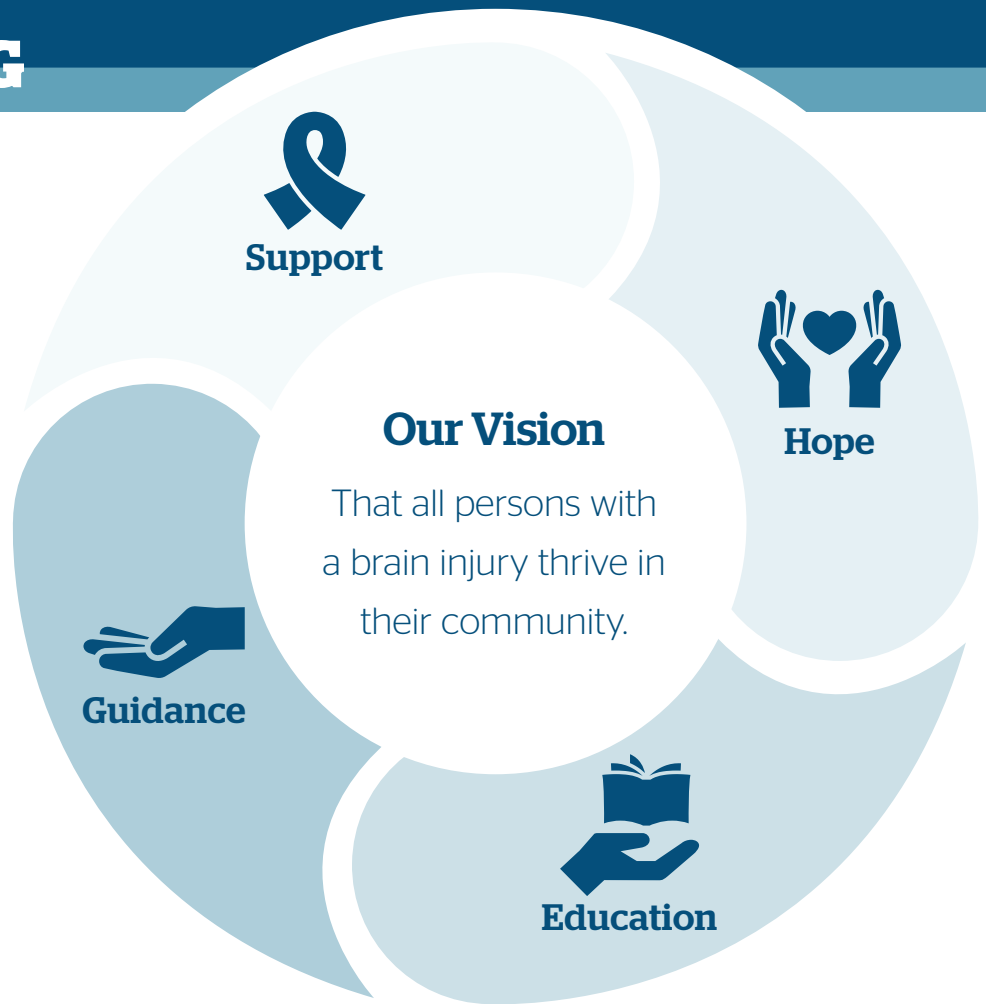 G
Support
Hope
Our Vision
That all persons with
a brain injury thrive in
their community.
Guidance
Education